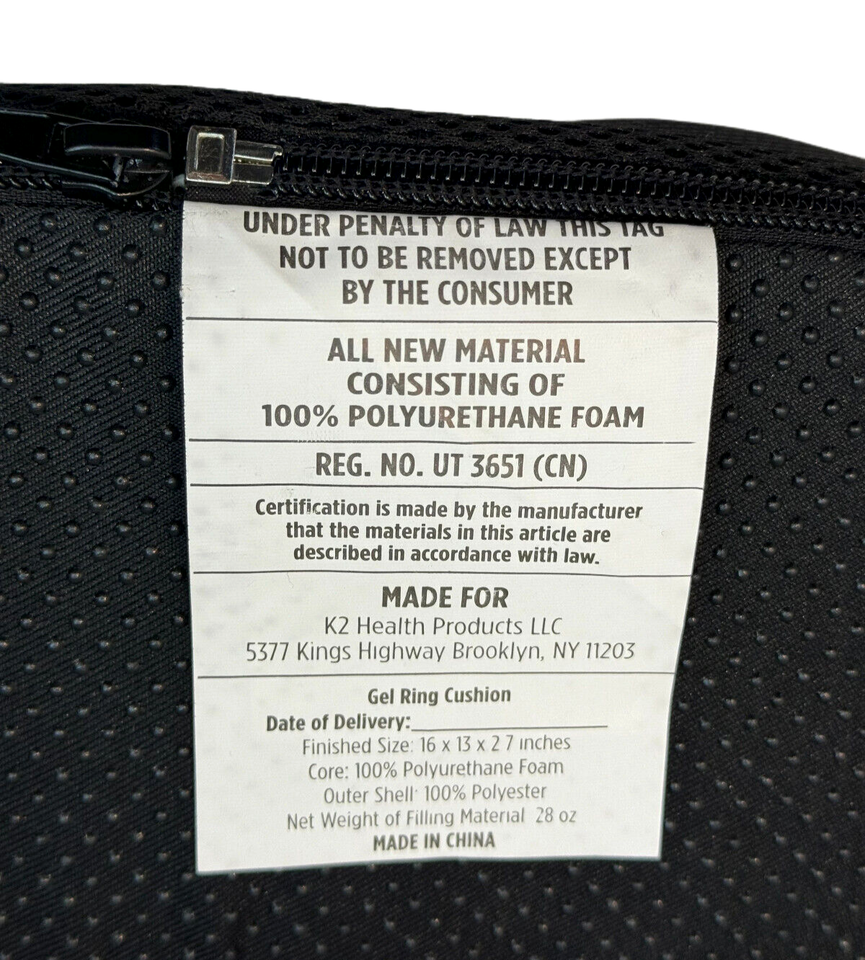 UNDER PENALTY OF LAW THIS TAG
NOT TO BE REMOVED EXCEPT
BY THE CONSUMER
ALL NEW MATERIAL
CONSISTING OF
100% POLYURETHANE FOAM
REG. NO. UT 3651 (CN)
Certification is made by the manufacturer
that the materials in this article are
described in accordance with law.
MADE FOR
K2 Health Products LLC
5377 Kings Highway Brooklyn, NY 11203
Gel Ring Cushion
Date of Delivery:
Finished Size: 16 x 13 x 2 7 inches
Core: 100% Polyurethane Foam
Outer Shell: 100% Polyester
Net Weight of Filling Material 28 oz
MADE IN CHINA